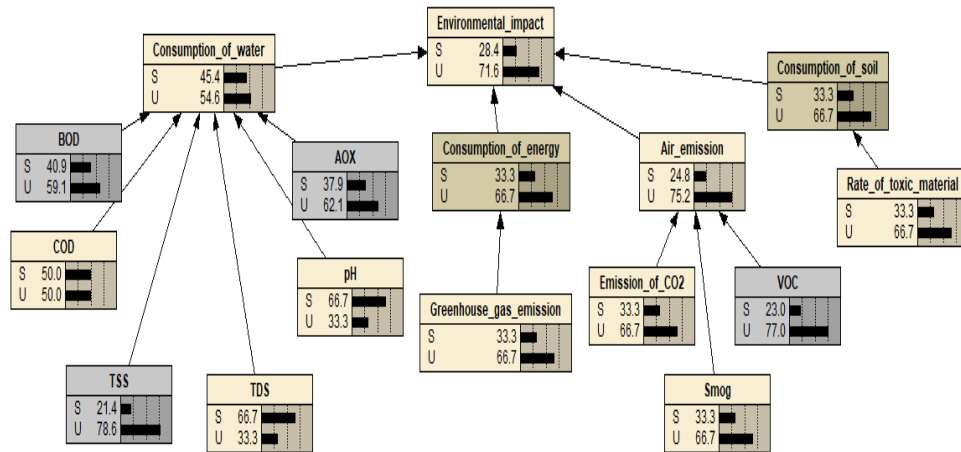 Environmental_impact
S 28.4
U 71.6
Consumption_of_water
S 45.4
U 54.6
Consumption_of_soil
S 33.3
U 66.7
BOD
S 40.9
U 59.1
AOX
S 37.9
U 62.1
Consumption_of_energy
S 33.3
U 66.7
Air_emission
S 24.8
U 75.2
Rate_of_toxic_material
S 33.3
U 66.7
COD
S 50.0
U 50.0
pH
S 66.7
U 33.3
Greenhouse_gas_emission
S 33.3
U 66.7
Emission_of_CO2
S 33.3
U 66.7
VOC
S 23.0
U 77.0
TSS
S 21.4
U 78.6
TDS
S 66.7
U 33.3
Smog
S 33.3
U 66.7